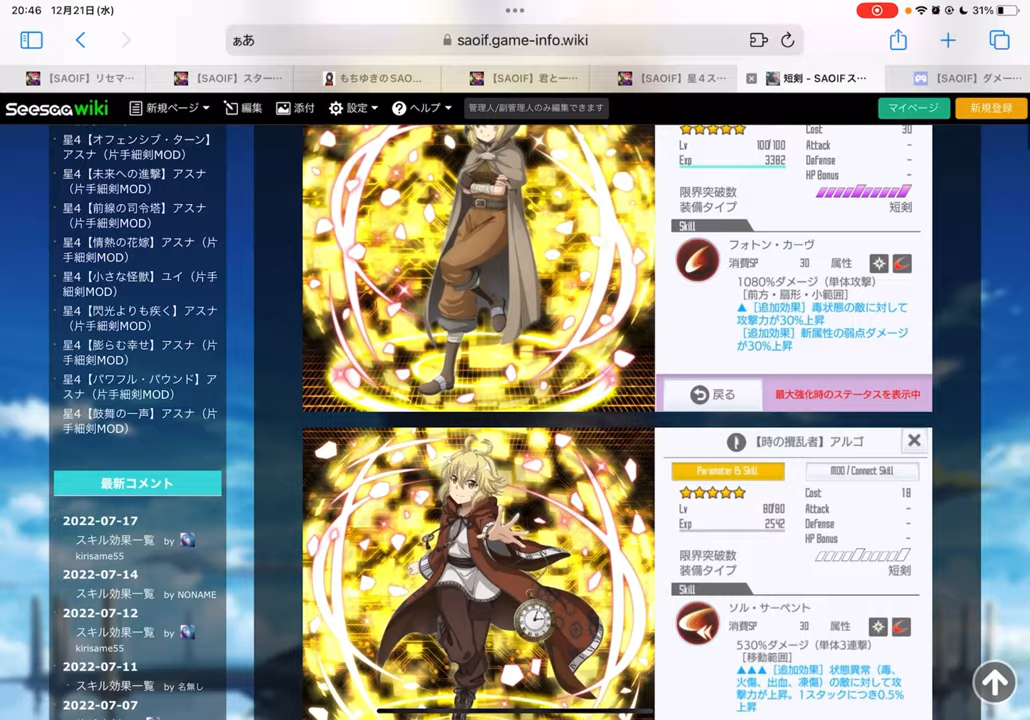 20:46 12月21日(水)
31%
ぁあ
saoif.game-info.wiki
【SAOIF】リセマ…
【SAOIF】スター…
もちゆきの SAO…
【SAOIF】君と一…
【SAOIF】星４ス…
短剣 - SAOIF ス…
【SAOIF】ダメー…
Seesaa wiki
新規ページ
編集
添付
設定
ヘルプ
管理人/副管理人のみ編集できます
マイページ
新規登録
星4【オフェンシブ・ターン】
アスナ（片手細剣MOD）
星4【未来への進撃】アスナ
（片手細剣MOD）
星4【前線の司令塔】アスナ
（片手細剣MOD）
星4【情熱の花嫁】アスナ（片
手細剣MOD）
星4【小さな怪獣】ユイ（片手
細剣MOD）
星4【閃光よりも疾く】アスナ
（片手細剣MOD）
星4【膨らむ幸せ】アスナ（片
手細剣MOD）
星4【パワフル・バウンド】ア
スナ（片手細剣MOD）
星4【鼓舞の一声】アスナ（片
手細剣MOD）
最新コメント
2022-07-17
スキル効果一覧 by
kirisame55
2022-07-14
スキル効果一覧 by NONAME
2022-07-12
スキル効果一覧 by
kirisame55
2022-07-11
スキル効果一覧 by 名無し
2022-07-07
Cost 30
Lv 100/100
Attack -
Exp 3382
Defense -
HP Bonus -
限界突破数
装備タイプ 短剣
Skill
フォトン・カーヴ
消費SP 30 属性
1080%ダメージ（単体攻撃）
［前方・扇形・小範囲］
▲［追加効果］毒状態の敵に対して
攻撃力が30%上昇
［追加効果］斬属性の弱点ダメージ
が30%上昇
戻る
最大強化時のステータスを表示中
【時の攪乱者】アルゴ
Parameter & Skill
MOD / Connect Skill
Cost 18
Lv 80/80
Attack -
Exp 2542
Defense -
HP Bonus -
限界突破数
装備タイプ 短剣
Skill
ソル・サーペント
消費SP 30 属性
530%ダメージ（単体3連撃）
［移動範囲］
▲▲▲［追加効果］状態異常（毒、
火傷、出血、凍傷）の敵に対して攻
撃力が上昇。1スタックにつき0.5%
上昇